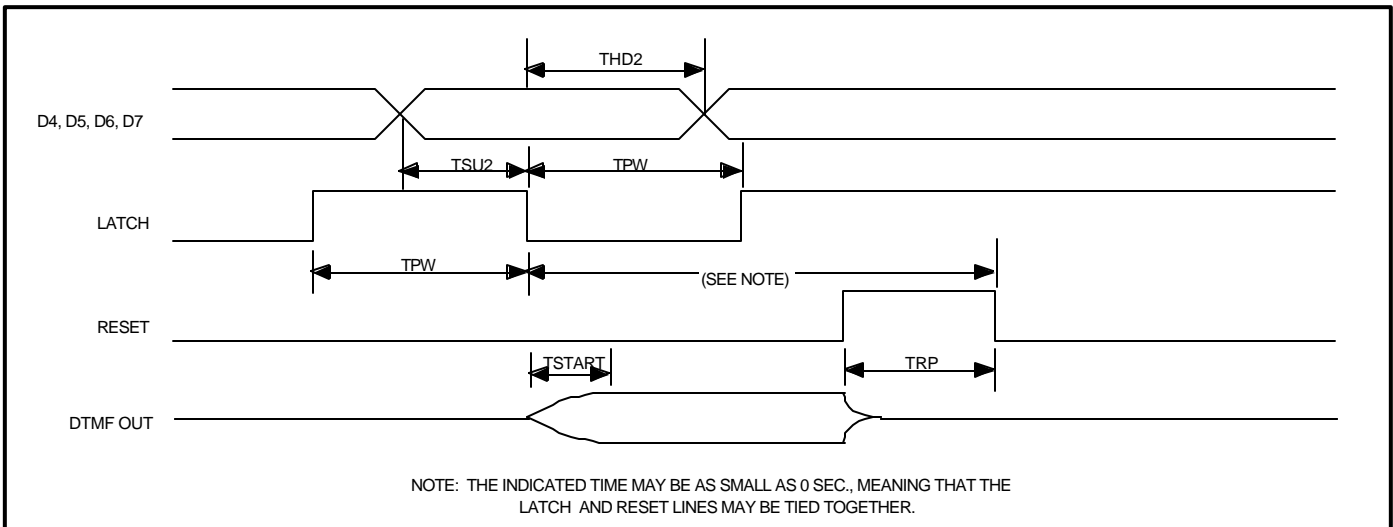 THD2
D4, D5, D6, D7
TSU2
TPW
LATCH
TPW
(SEE NOTE)
RESET
TSTART
TRP
DTMF OUT
NOTE:  THE INDICATED TIME MAY BE AS SMALL AS 0 SEC., MEANING THAT THE
LATCH  AND RESET LINES MAY BE TIED TOGETHER.